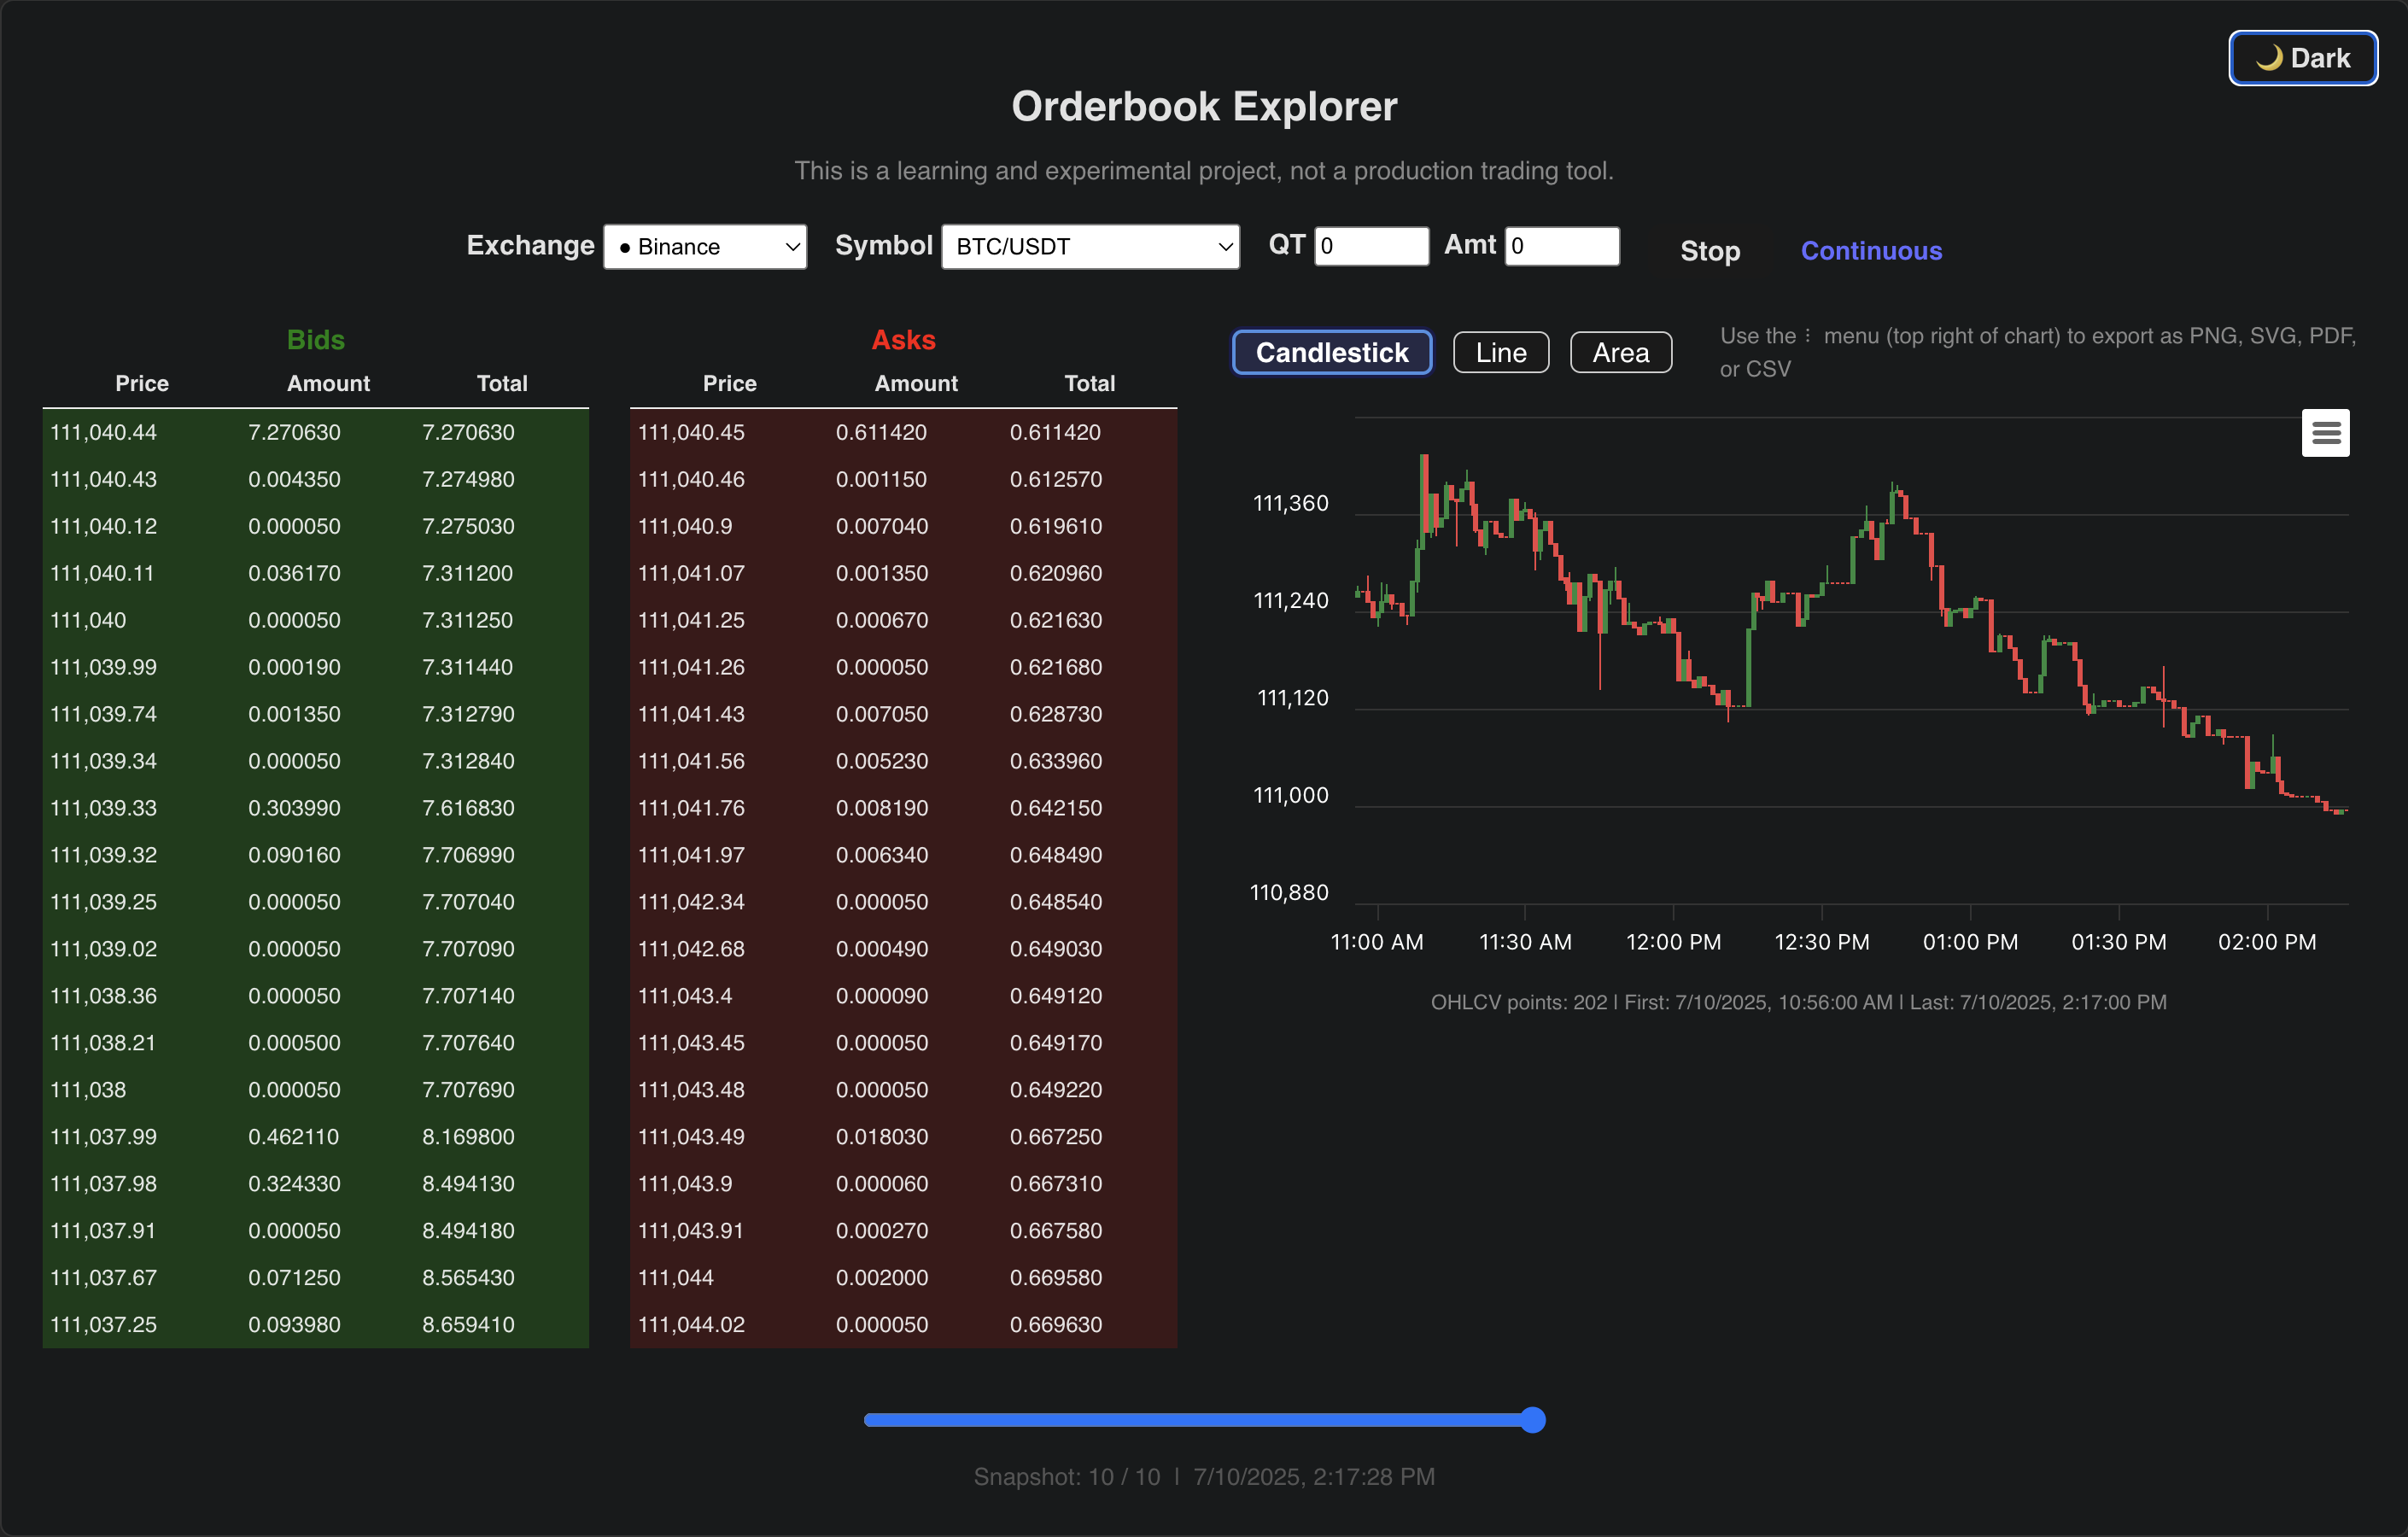 🌙 Dark
Orderbook Explorer
This is a learning and experimental project, not a production trading tool.
Exchange ● Binance Symbol BTC/USDT QT 0 Amt 0 Stop Continuous
Bids
Price Amount Total
111,040.44 7.270630 7.270630
111,040.43 0.004350 7.274980
111,040.12 0.000050 7.275030
111,040.11 0.036170 7.311200
111,040 0.000050 7.311250
111,039.99 0.000190 7.311440
111,039.74 0.001350 7.312790
111,039.34 0.000050 7.312840
111,039.33 0.303990 7.616830
111,039.32 0.090160 7.706990
111,039.25 0.000050 7.707040
111,039.02 0.000050 7.707090
111,038.36 0.000050 7.707140
111,038.21 0.000500 7.707640
111,038 0.000050 7.707690
111,037.99 0.462110 8.169800
111,037.98 0.324330 8.494130
111,037.91 0.000050 8.494180
111,037.67 0.071250 8.565430
111,037.25 0.093980 8.659410
Asks
Price Amount Total
111,040.45 0.611420 0.611420
111,040.46 0.001150 0.612570
111,040.9 0.007040 0.619610
111,041.07 0.001350 0.620960
111,041.25 0.000670 0.621630
111,041.26 0.000050 0.621680
111,041.43 0.007050 0.628730
111,041.56 0.005230 0.633960
111,041.76 0.008190 0.642150
111,041.97 0.006340 0.648490
111,042.34 0.000050 0.648540
111,042.68 0.000490 0.649030
111,043.4 0.000090 0.649120
111,043.45 0.000050 0.649170
111,043.48 0.000050 0.649220
111,043.49 0.018030 0.667250
111,043.9 0.000060 0.667310
111,043.91 0.000270 0.667580
111,044 0.002000 0.669580
111,044.02 0.000050 0.669630
Candlestick Line Area
Use the ⋮ menu (top right of chart) to export as PNG, SVG, PDF,
or CSV
111,360
111,240
111,120
111,000
110,880
11:00 AM 11:30 AM 12:00 PM 12:30 PM 01:00 PM 01:30 PM 02:00 PM
OHLCV points: 202 | First: 7/10/2025, 10:56:00 AM | Last: 7/10/2025, 2:17:00 PM
Snapshot: 10 / 10 | 7/10/2025, 2:17:28 PM